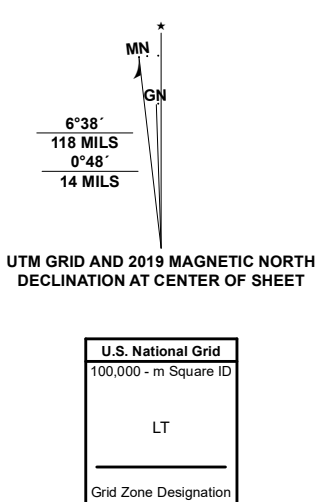 ★
MN
GN
6°38´
118 MILS
0°48´
14 MILS
UTM GRID AND 2019 MAGNETIC NORTH
DECLINATION AT CENTER OF SHEET
U.S. National Grid
100,000 - m Square ID
LT
Grid Zone Designation